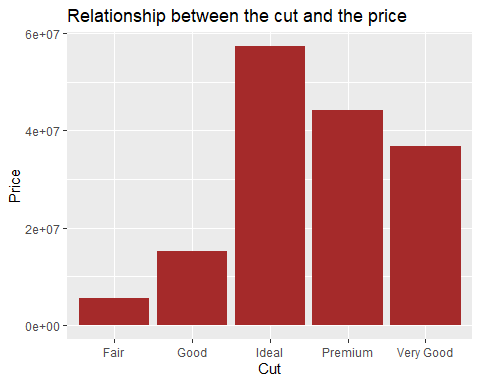 Relationship between the cut and the price
6e+07
4e+07
2e+07
0e+00
Price
Fair
Good
Ideal
Premium
Very Good
Cut